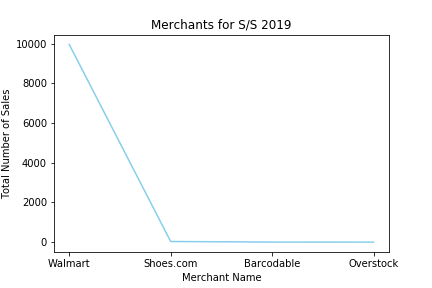 Merchants for S/S 2019
Total Number of Sales
10000
8000
6000
4000
2000
0
Walmart Shoes.com Barcodable Overstock
Merchant Name